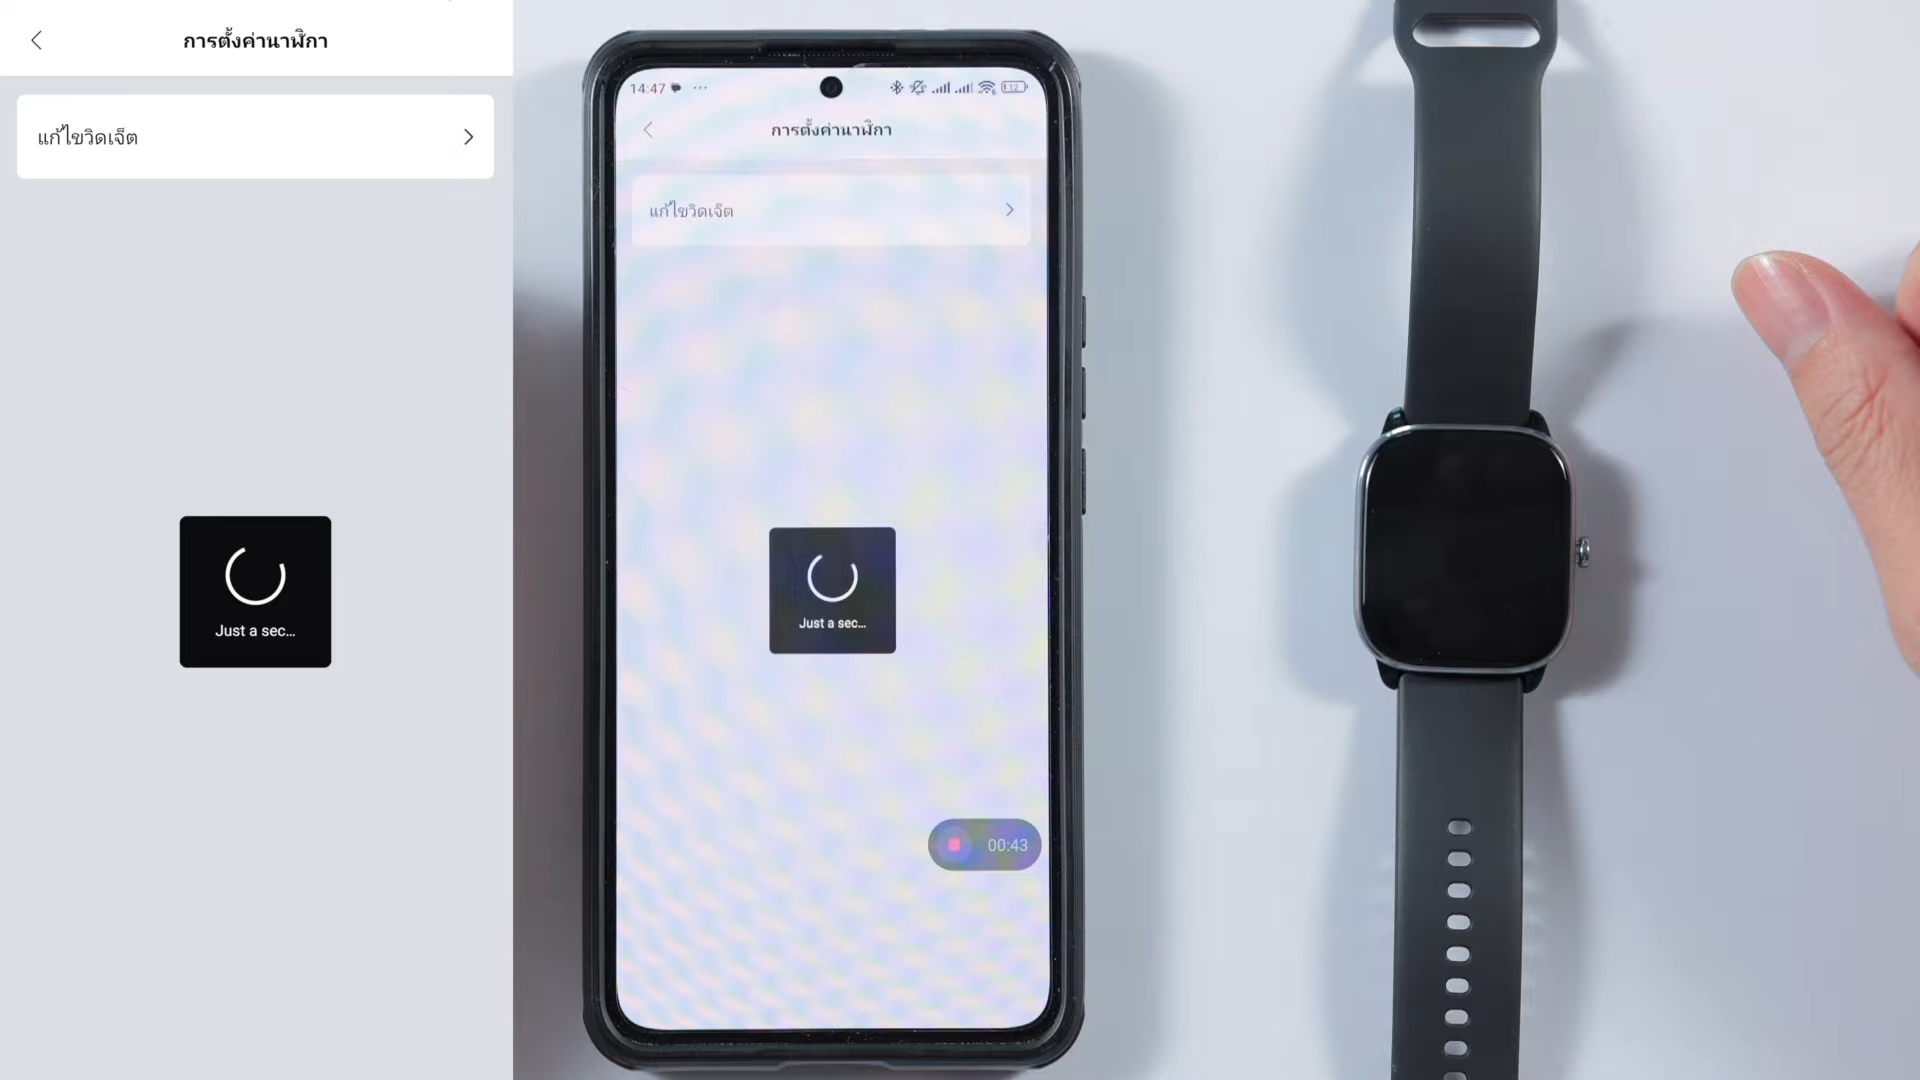 การตั้งค่านาฬิกา
แก้ไขวิดเจ็ต
Just a sec...
14:47
12
การตั้งค่านาฬิกา
แก้ไขวิดเจ็ต
Just a sec...
00:43